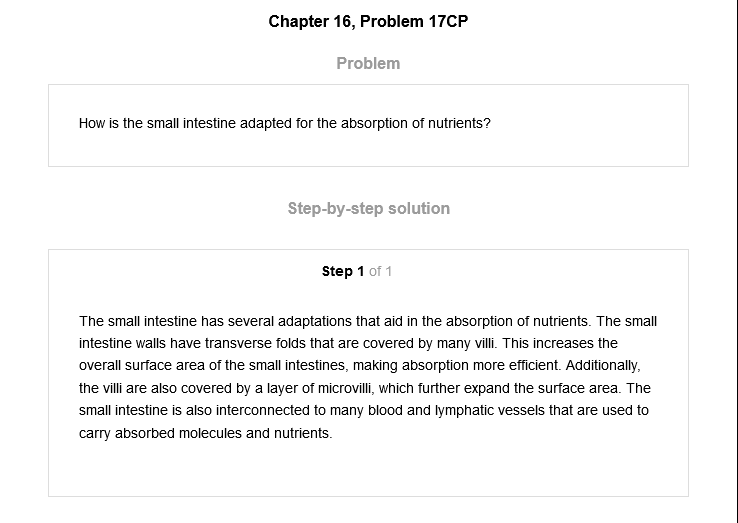 Chapter 16, Problem 17CP
Problem
How is the small intestine adapted for the absorption of nutrients?
Step-by-step solution
Step 1 of 1
The small intestine has several adaptations that aid in the absorption of nutrients. The small
intestine walls have transverse folds that are covered by many villi. This increases the
overall surface area of the small intestines, making absorption more efficient. Additionally,
the villi are also covered by a layer of microvilli, which further expand the surface area. The
small intestine is also interconnected to many blood and lymphatic vessels that are used to
carry absorbed molecules and nutrients.